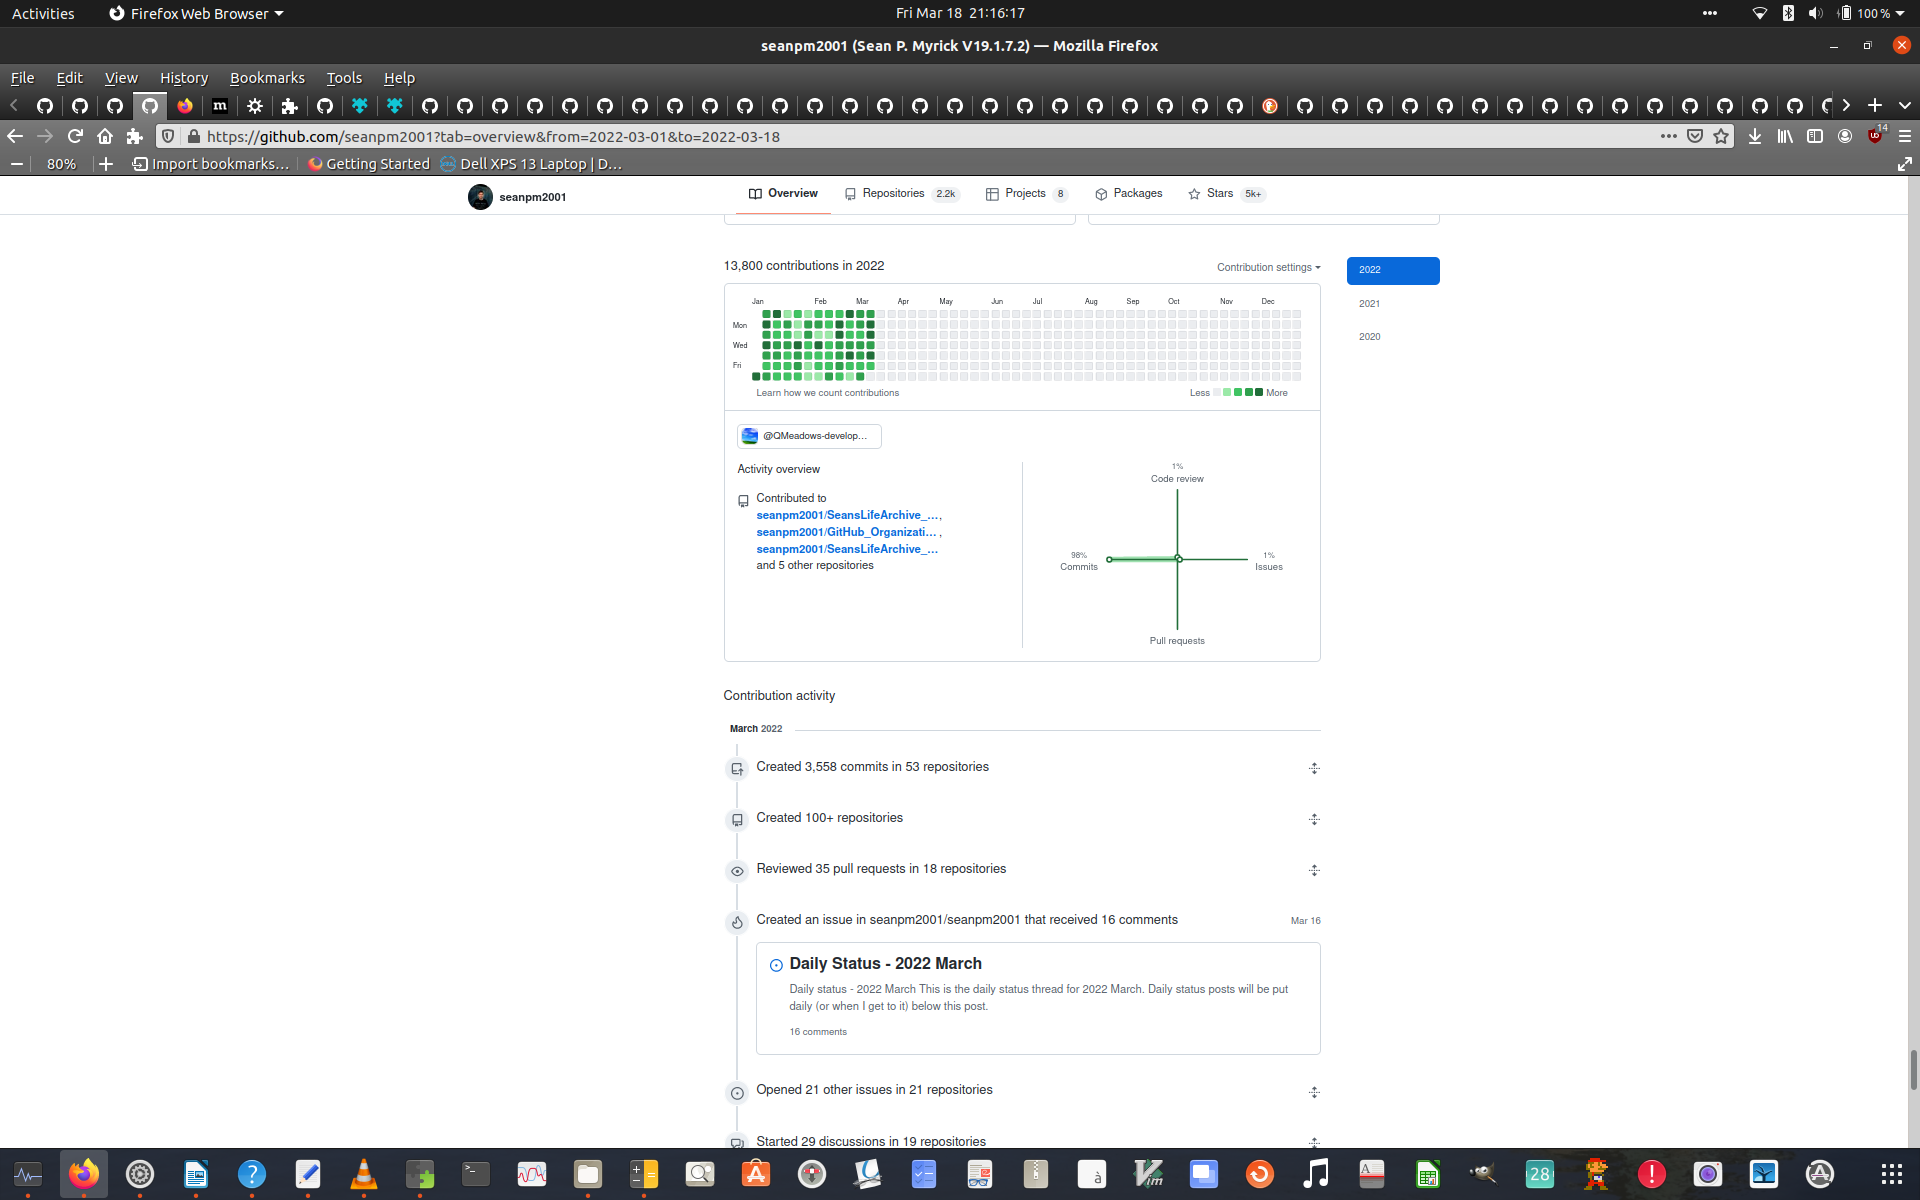 Activities Firefox Web Browser Fri Mar 18 21:16:17 100 %
seanpm2001 (Sean P. Myrick V19.1.7.2) — Mozilla Firefox
File Edit View History Bookmarks Tools Help
https://github.com/seanpm2001?tab=overview&from=2022-03-01&to=2022-03-18 14
80% Import bookmarks… Getting Started Dell XPS 13 Laptop | D…
seanpm2001 Overview Repositories 2.2k Projects 8 Packages Stars 5k+
13,800 contributions in 2022 Contribution settings 2022
2021
2020
Jan Feb Mar Apr May Jun Jul Aug Sep Oct Nov Dec
Mon
Wed
Fri
Learn how we count contributions Less More
@QMeadows-develop…
Activity overview
Contributed to
seanpm2001/SeansLifeArchive_…,
seanpm2001/GitHub_Organizati… ,
seanpm2001/SeansLifeArchive_…
and 5 other repositories
1%
Code review
98%
Commits
1%
Issues
Pull requests
Contribution activity
March 2022
Created 3,558 commits in 53 repositories
Created 100+ repositories
Reviewed 35 pull requests in 18 repositories
Created an issue in seanpm2001/seanpm2001 that received 16 comments Mar 16
Daily Status - 2022 March
Daily status - 2022 March This is the daily status thread for 2022 March. Daily status posts will be put
daily (or when I get to it) below this post.
16 comments
Opened 21 other issues in 21 repositories
Started 29 discussions in 19 repositories
28